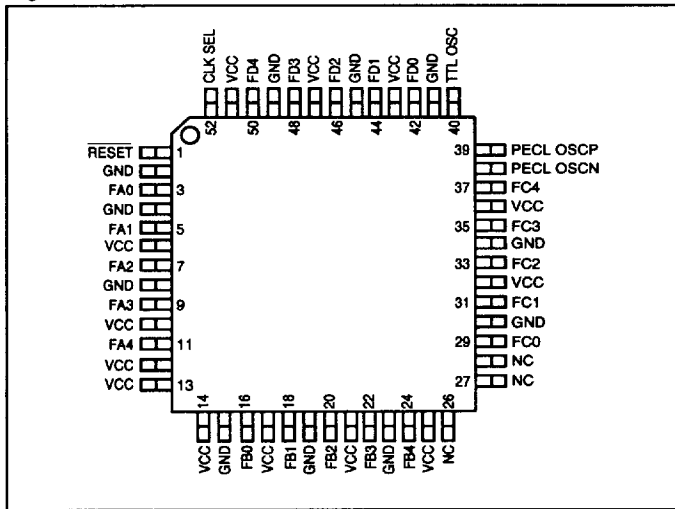 CLK SEL
VCC
FD4
GND
FD3
VCC
FD2
GND
FD1
VCC
FD0
GND
TTL OSC
52
50
48
46
44
42
40
RESET
1
GND
FA0
3
GND
FA1
5
VCC
FA2
7
GND
FA3
9
VCC
FA4
11
VCC
VCC
13
39
PECL OSCP
PECL OSCN
37
FC4
VCC
35
FC3
GND
33
FC2
VCC
31
FC1
GND
29
FC0
NC
27
NC
14
16
18
20
22
24
26
VCC
GND
FB0
VCC
FB1
GND
FB2
VCC
FB3
GND
FB4
VCC
NC